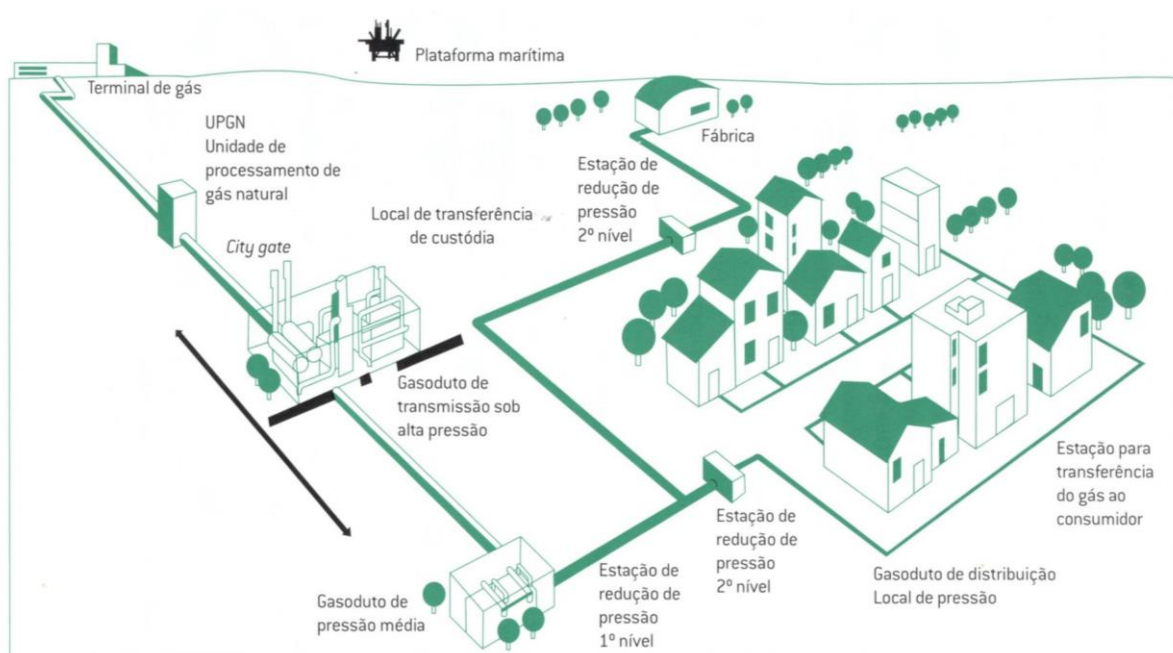 Plataforma marítima
Terminal de gás
UPGN
Unidade de
processamento de
gás natural
Fábrica
Estação de
redução de
pressão
2º nível
Local de transferência
de custódia
City gate
Gasoduto de
transmissão sob
alta pressão
Estação para
transferência
do gás ao
consumidor
Estação de
redução de
pressão
2º nível
Estação de
redução de
pressão
1º nível
Gasoduto de distribuição
Local de pressão
Gasoduto de
pressão média